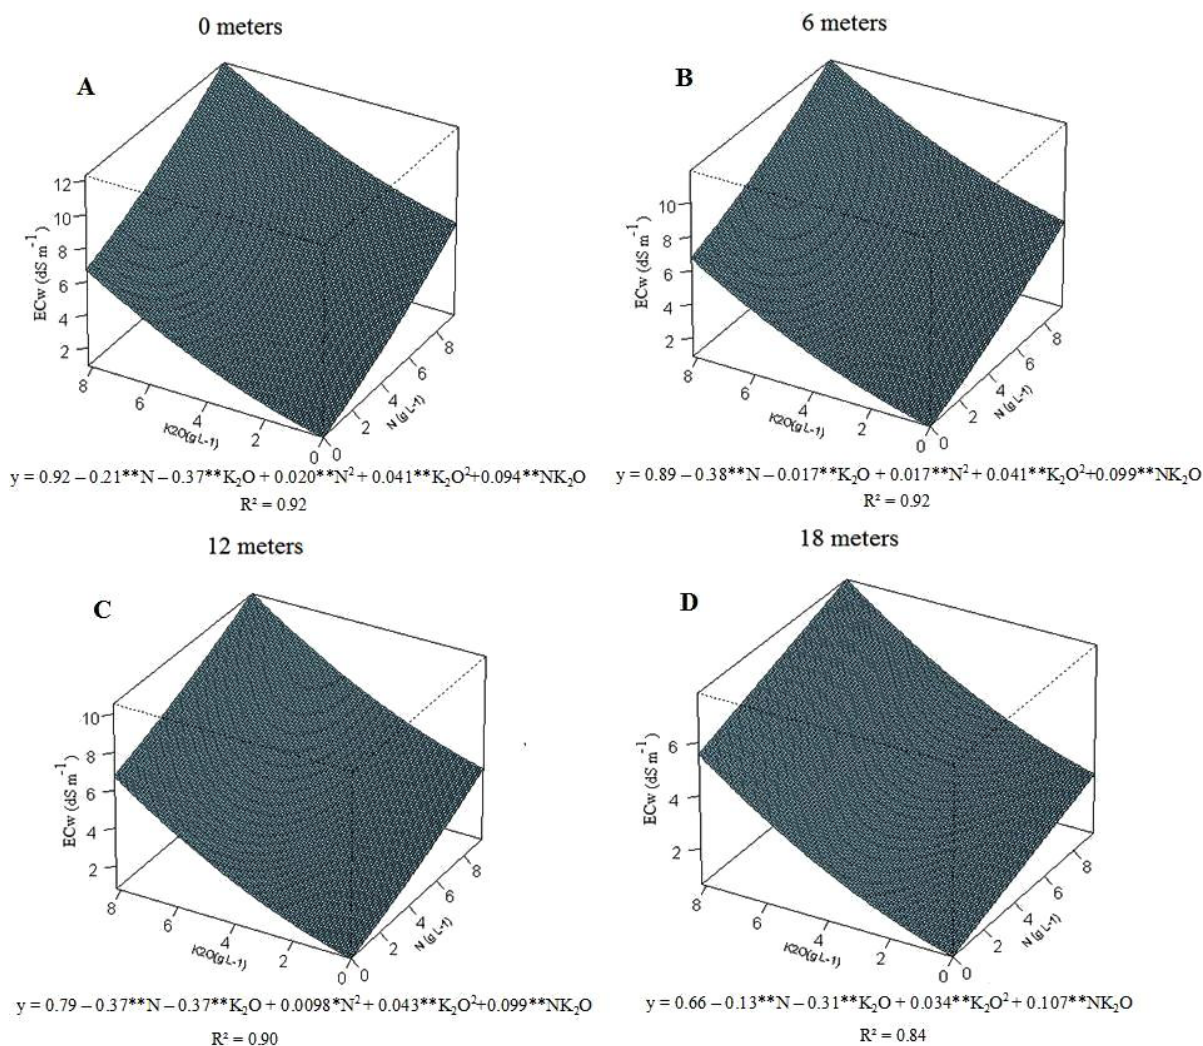 0 meters
6 meters
A
B
12
10
8
6
4
2
ECw (dS m⁻¹)
8
6
4
2
0
K2O(g L-1)
0
2
4
6
8
N (g L-1)
10
8
6
4
2
ECw (dS m⁻¹)
8
6
4
2
0
K2O(g L-1)
0
2
4
6
8
N (g L-1)
y = 0.92 – 0.21**N – 0.37**K₂O + 0.020**N² + 0.041**K₂O²+0.094**NK₂O
R² = 0.92
y = 0.89 – 0.38**N – 0.017**K₂O + 0.017**N² + 0.041**K₂O²+0.099**NK₂O
R² = 0.92
12 meters
18 meters
C
D
10
8
6
4
2
ECw (dS m⁻¹)
8
6
4
2
0
K2O(g L-1)
0
2
4
6
8
N (g L-1)
6
4
2
ECw (dS m⁻¹)
8
6
4
2
0
K2O(g L-1)
0
2
4
6
8
N (g L-1)
y = 0.79 – 0.37**N – 0.37**K₂O + 0.0098*N² + 0.043**K₂O²+0.099**NK₂O
R² = 0.90
y = 0.66 – 0.13**N – 0.31**K₂O + 0.034**K₂O² + 0.107**NK₂O
R² = 0.84